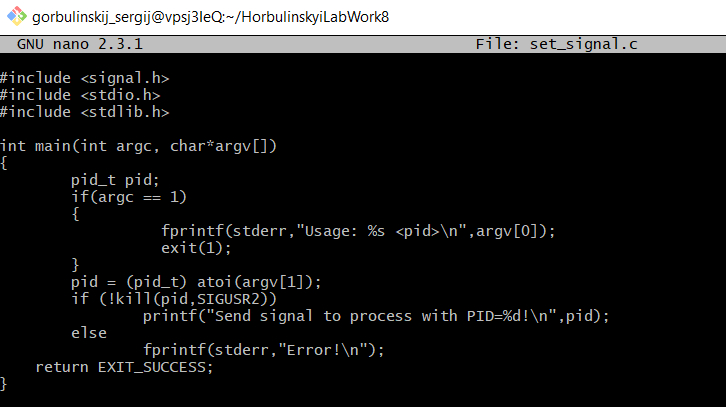 gorbulinskij_sergij@vpsj3IeQ:~/HorbulinskyiLabWork8
GNU nano 2.3.1 File: set_signal.c
#include <signal.h>
#include <stdio.h>
#include <stdlib.h>
int main(int argc, char*argv[])
{
pid_t pid;
if(argc == 1)
{
fprintf(stderr,"Usage: %s <pid>\n",argv[0]);
exit(1);
}
pid = (pid_t) atoi(argv[1]);
if (!kill(pid,SIGUSR2))
printf("Send signal to process with PID=%d!\n",pid);
else
fprintf(stderr,"Error!\n");
return EXIT_SUCCESS;
}